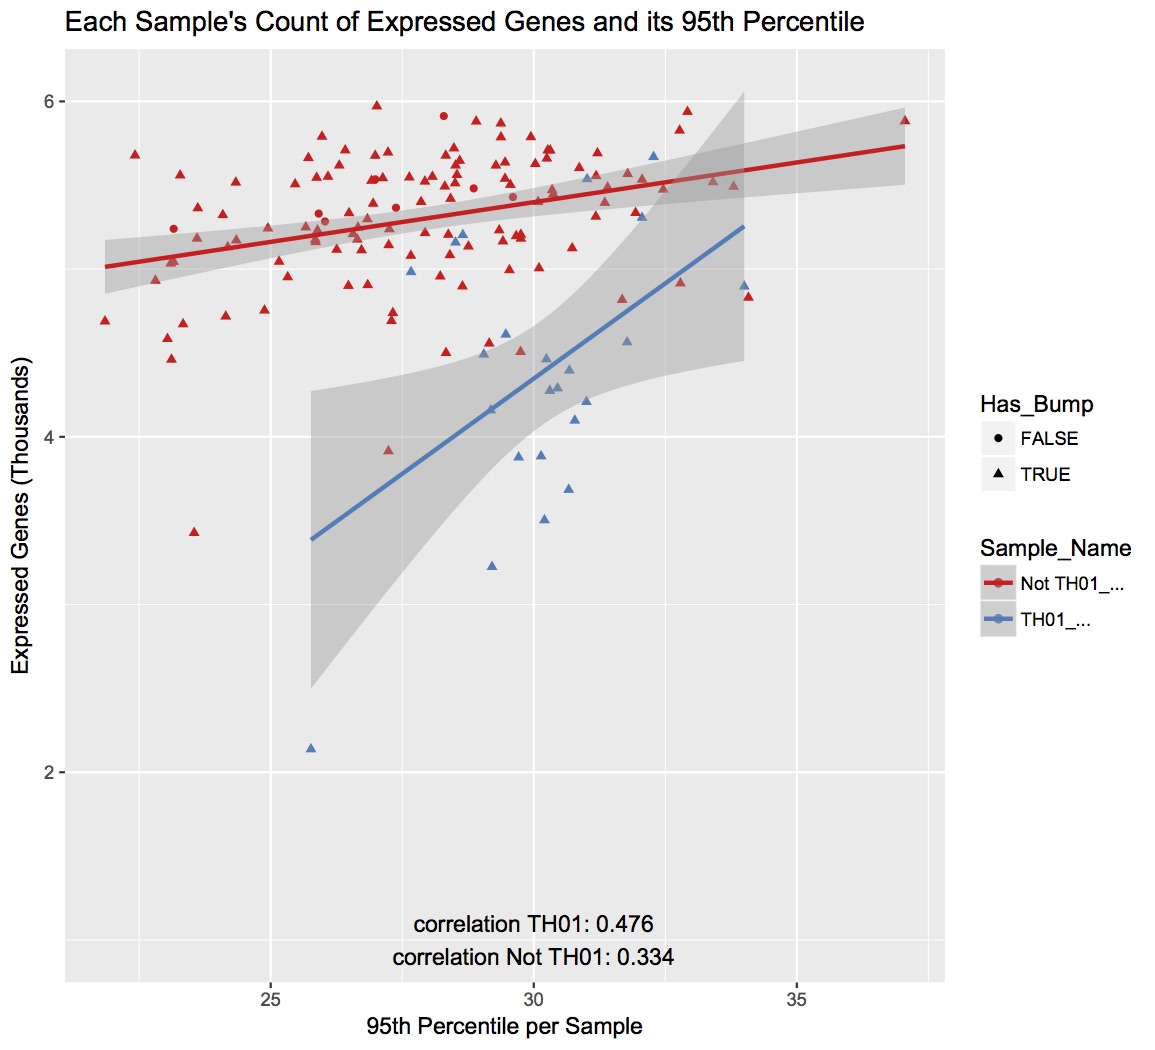 Each Sample's Count of Expressed Genes and its 95th Percentile
Expressed Genes (Thousands)
6
4
2
correlation TH01: 0.476
correlation Not TH01: 0.334
25
30
35
95th Percentile per Sample
Has_Bump
FALSE
TRUE
Sample_Name
Not TH01_...
TH01_...